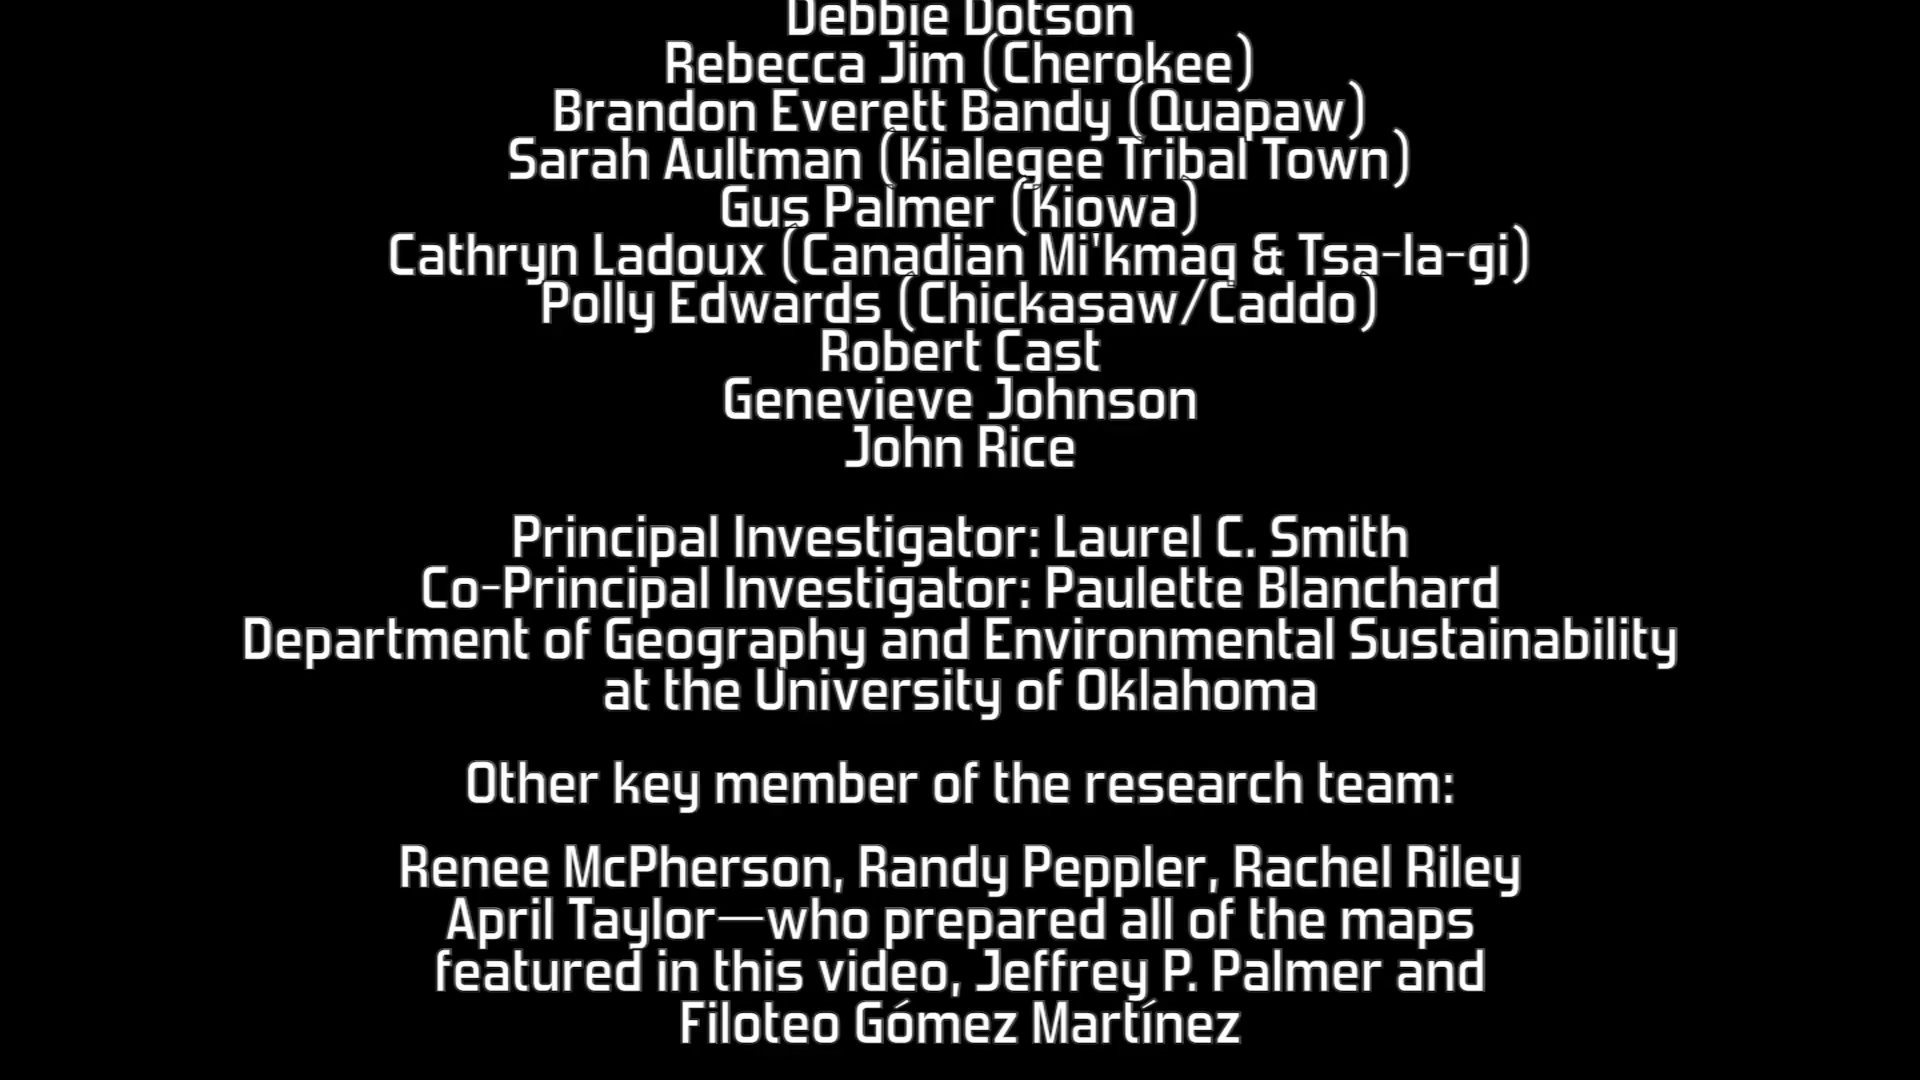 Debbie Dotson
Rebecca Jim (Cherokee)
Brandon Everett Bandy (Quapaw)
Sarah Aultman (Kialegee Tribal Town)
Gus Palmer (Kiowa)
Cathryn Ladoux (Canadian Mi'kmaq & Tsa-la-gi)
Polly Edwards (Chickasaw/Caddo)
Robert Cast
Genevieve Johnson
John Rice
Principal Investigator: Laurel C. Smith
Co-Principal Investigator: Paulette Blanchard
Department of Geography and Environmental Sustainability
at the University of Oklahoma
Other key member of the research team:
Renee McPherson, Randy Peppler, Rachel Riley
April Taylor—who prepared all of the maps
featured in this video, Jeffrey P. Palmer and
Filoteo Gómez Martínez